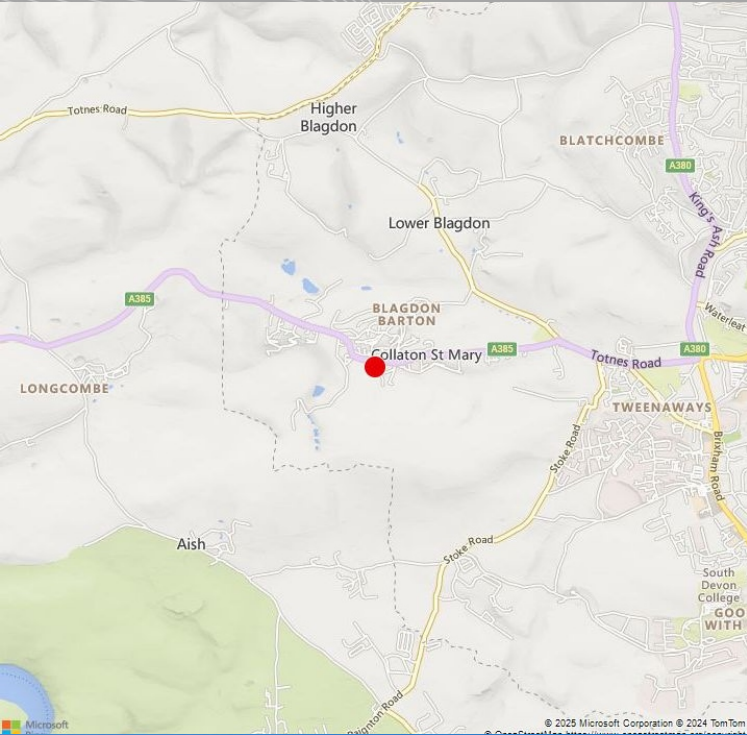 Totnes Road
Higher
Blagdon
BLATCHCOMBE
A380
King's Ash Road
Lower Blagdon
A385
BLAGDON
BARTON
Waterleat
Collaton St Mary
A385
A380
Totnes Road
LONGCOMBE
TWEENAWAYS
Stoke Road
Brixham Road
Aish
Stoke Road
South
Devon
College
GOO
WITH
Microsoft
© 2025 Microsoft Corporation © 2024 TomTom